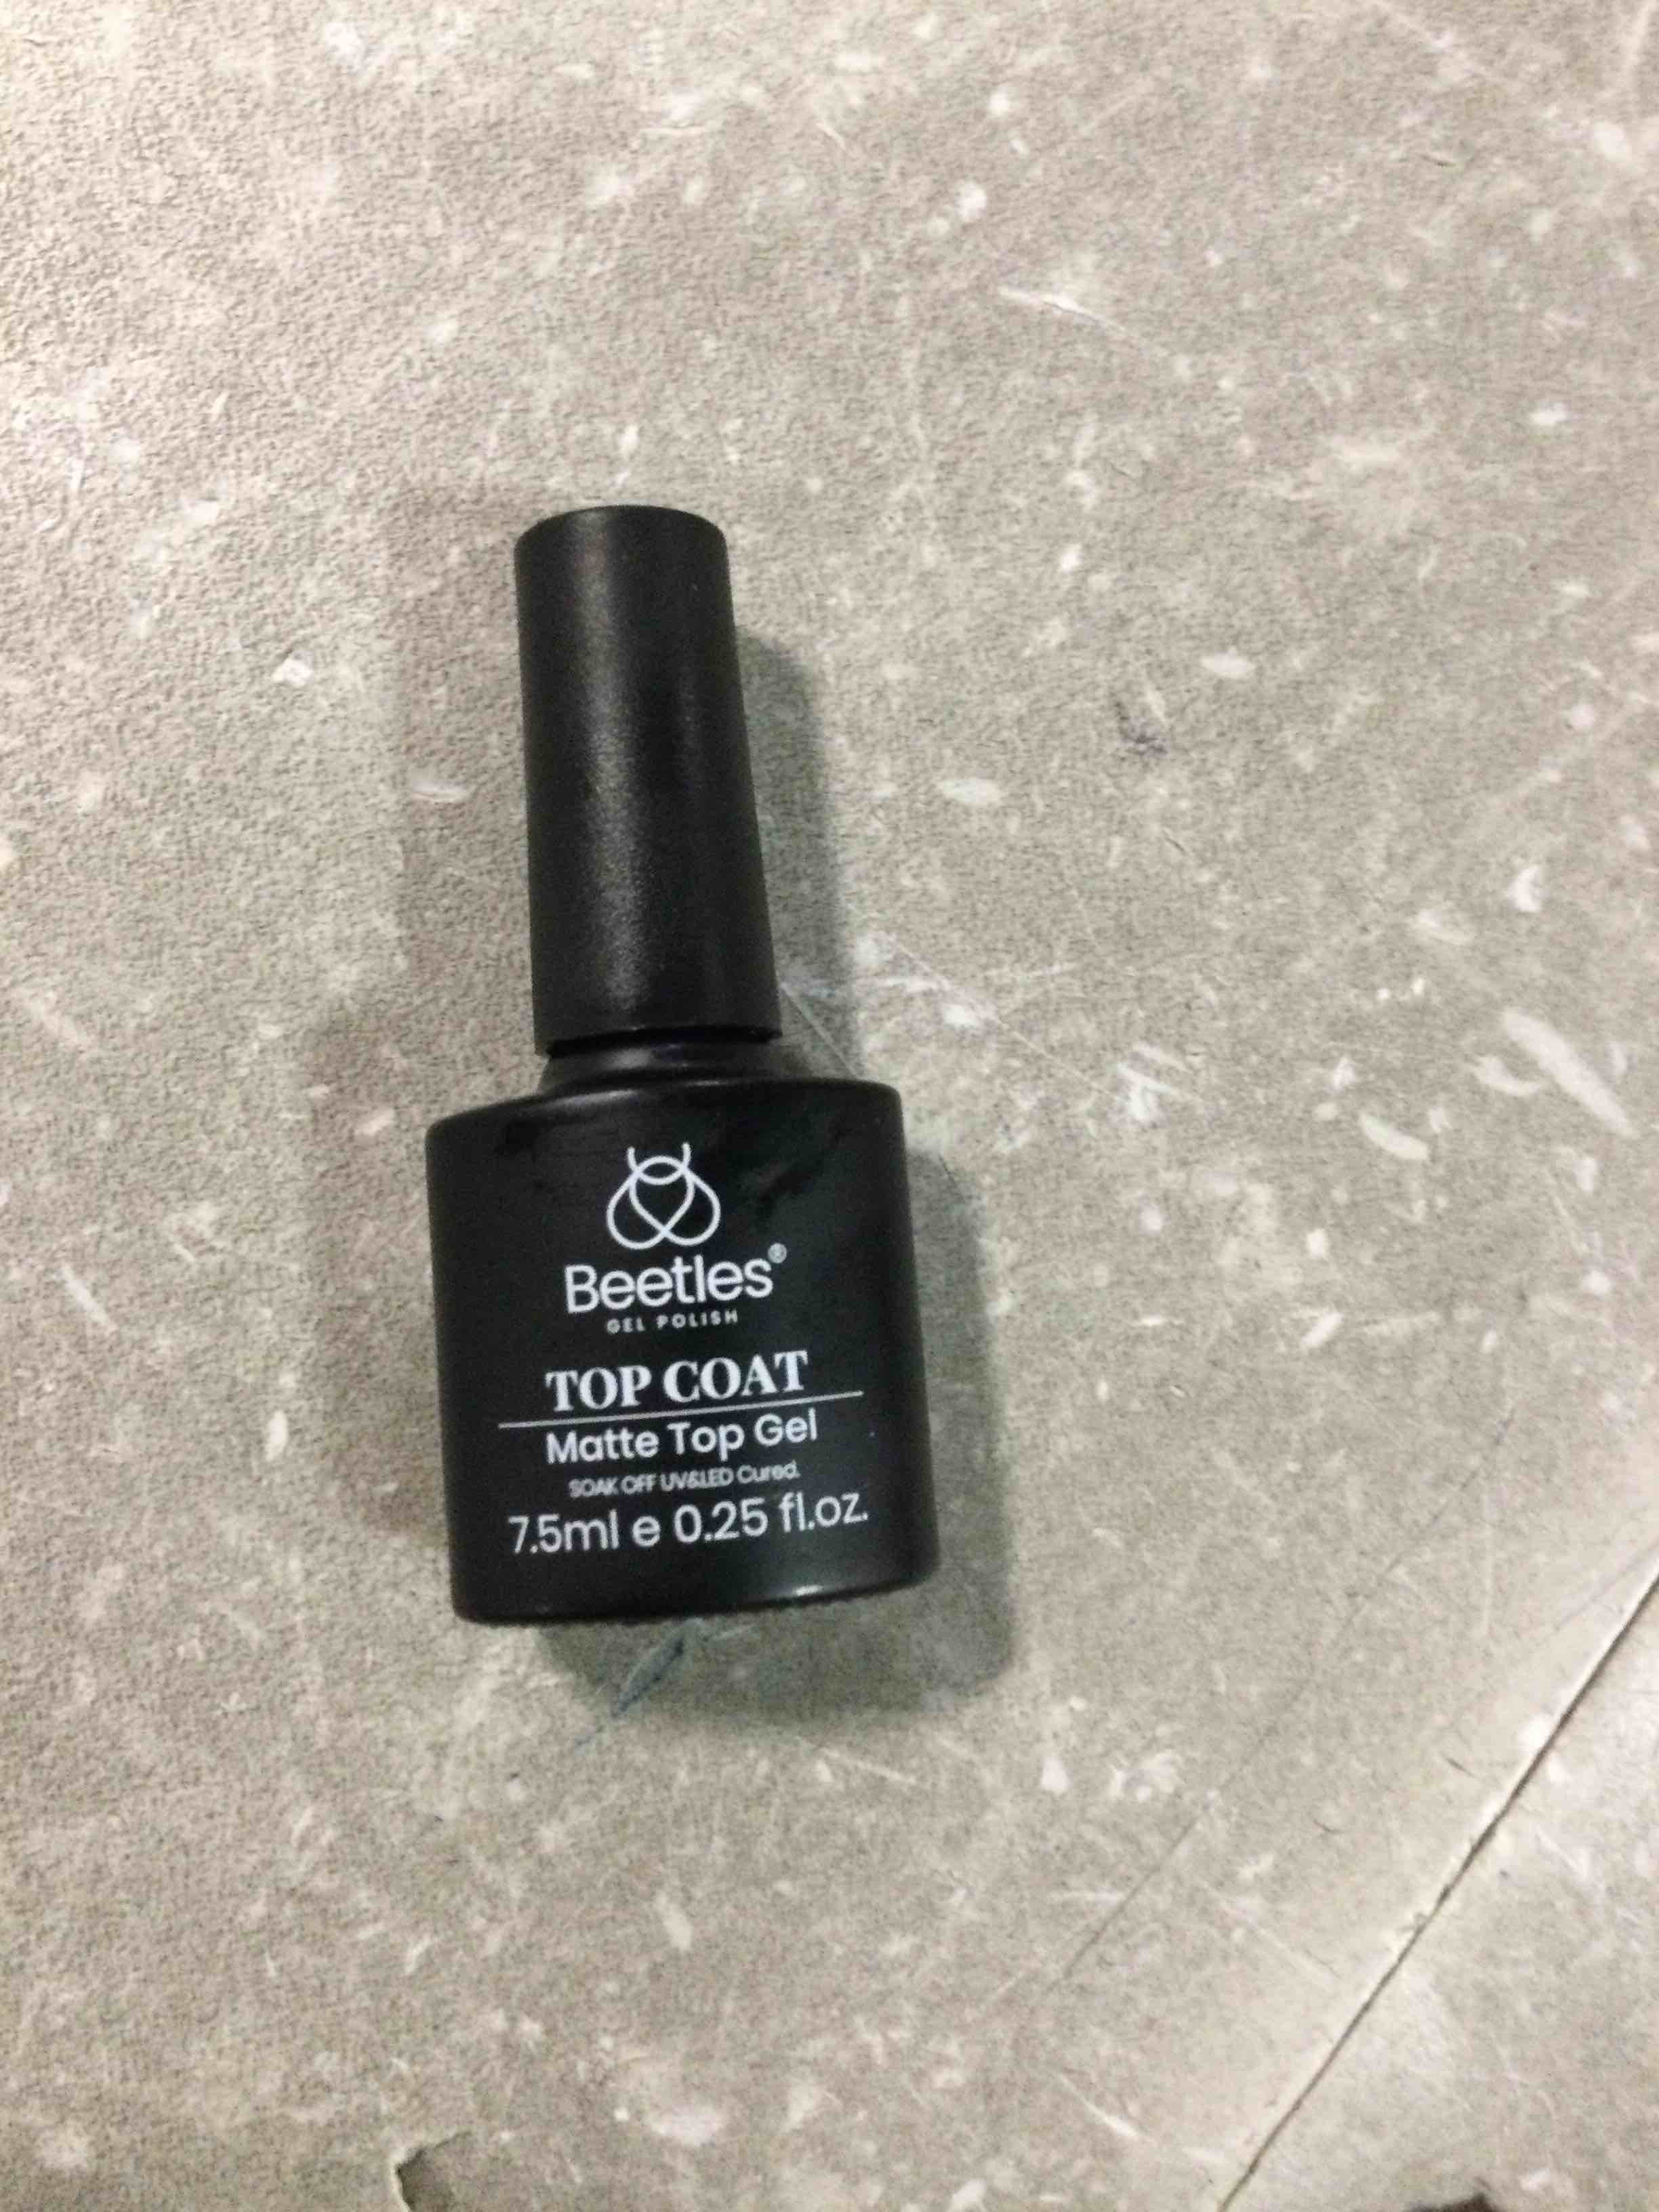 Beetles®
GEL POLISH
TOP COAT
Matte Top Gel
SOAK OFF UV&LED Cured.
7.5ml e 0.25 fl.oz.